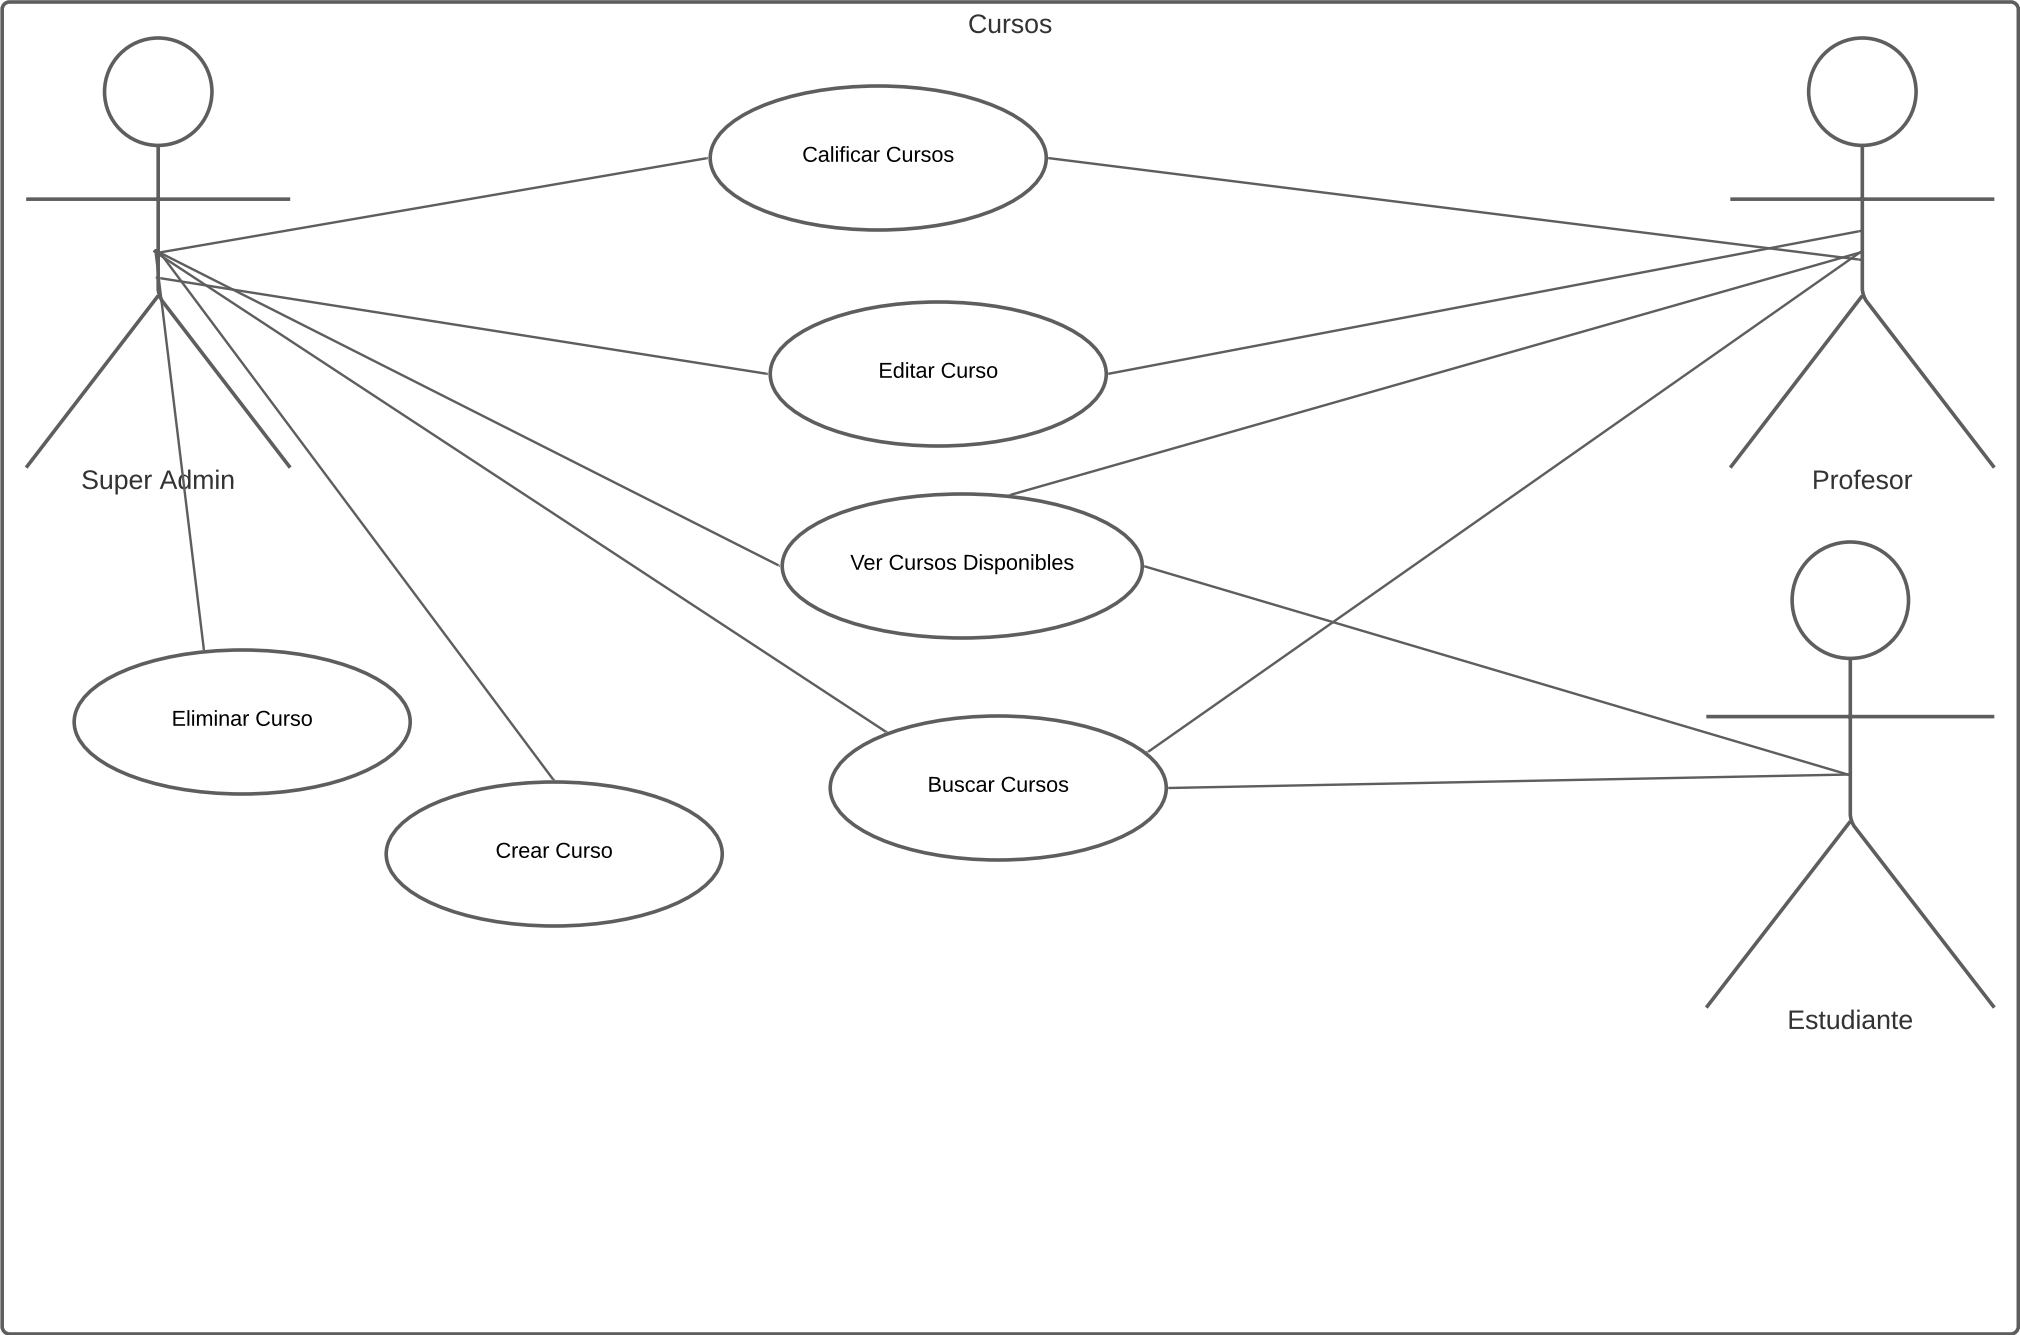 Cursos
Calificar Cursos
Editar Curso
Super Admin
Profesor
Ver Cursos Disponibles
Eliminar Curso
Buscar Cursos
Crear Curso
Estudiante